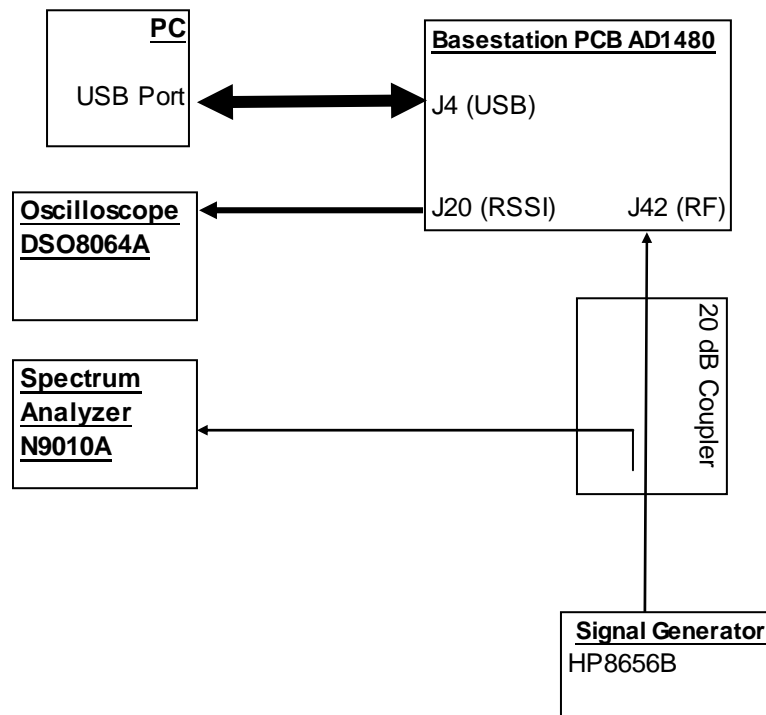 PC
USB Port
Basestation PCB AD1480
J4 (USB)
J20 (RSSI)
J42 (RF)
Oscilloscope
DSO8064A
20 dB Coupler
Spectrum
Analyzer
N9010A
Signal Generator
HP8656B